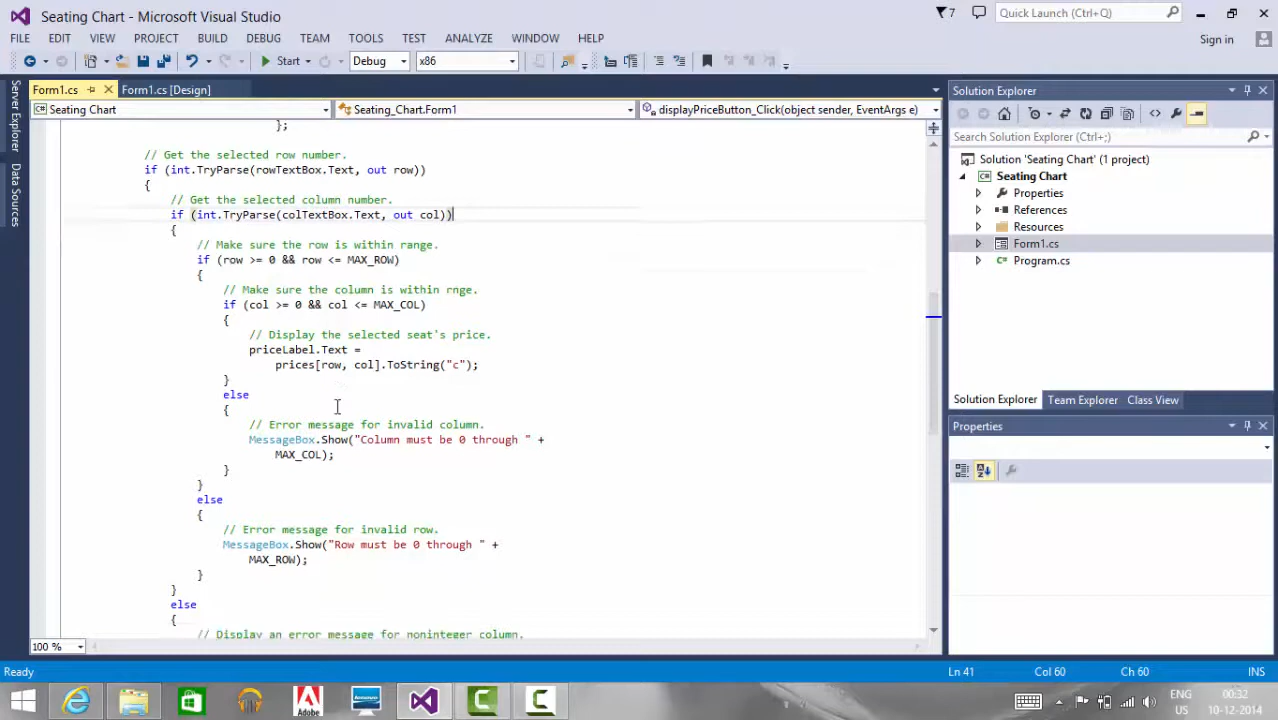 Seating Chart - Microsoft Visual Studio
7
Quick Launch (Ctrl+Q)
FILE EDIT VIEW PROJECT BUILD DEBUG TEAM TOOLS TEST ANALYZE WINDOW HELP
Sign in
Start Debug x86
Form1.cs Form1.cs [Design]
Seating Chart Seating_Chart.Form1 displayPriceButton_Click(object sender, EventArgs e)
Server Explorer
Data Sources
};
// Get the selected row number.
if (int.TryParse(rowTextBox.Text, out row))
{
// Get the selected column number.
if (int.TryParse(colTextBox.Text, out col))
{
// Make sure the row is within range.
if (row >= 0 && row <= MAX_ROW)
{
// Make sure the column is within rnge.
if (col >= 0 && col <= MAX_COL)
{
// Display the selected seat's price.
priceLabel.Text =
prices[row, col].ToString("c");
}
else
{
// Error message for invalid column.
MessageBox.Show("Column must be 0 through " +
MAX_COL);
}
}
else
{
// Error message for invalid row.
MessageBox.Show("Row must be 0 through " +
MAX_ROW);
}
}
else
{
// Display an error message for noninteger column.
100 %
Solution Explorer
Search Solution Explorer (Ctrl+;)
Solution 'Seating Chart' (1 project)
Seating Chart
Properties
References
Resources
Form1.cs
Program.cs
Solution Explorer Team Explorer Class View
Properties
Ready Ln 41 Col 60 Ch 60 INS
Adobe
lenovo
ENG
US
00:32
10-12-2014